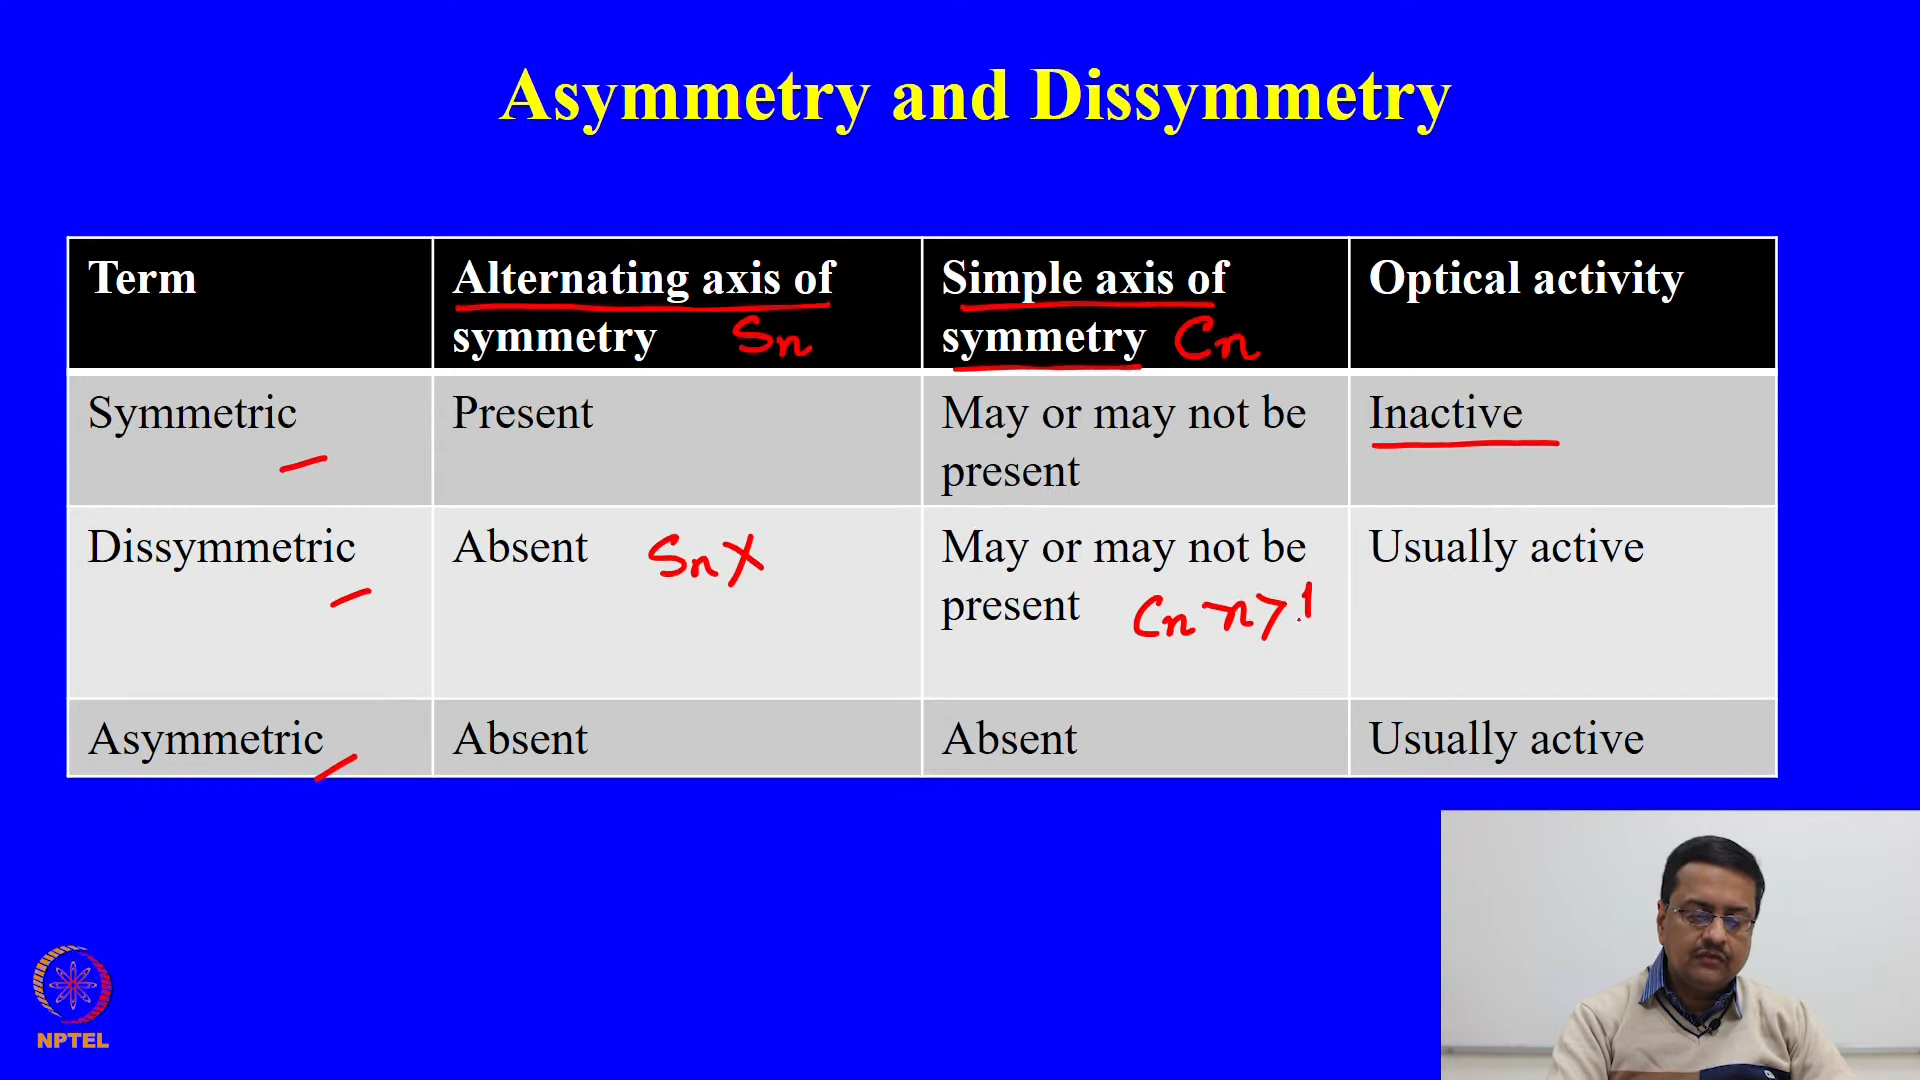 Asymmetry and Dissymmetry
Term
Alternating axis of
symmetry Sn
Simple axis of
symmetry Cn
Optical activity
Symmetric
Present
May or may not be
present
Inactive
Dissymmetric
Absent Sn X
May or may not be
present Cn n>1
Usually active
Asymmetric
Absent
Absent
Usually active
NPTEL